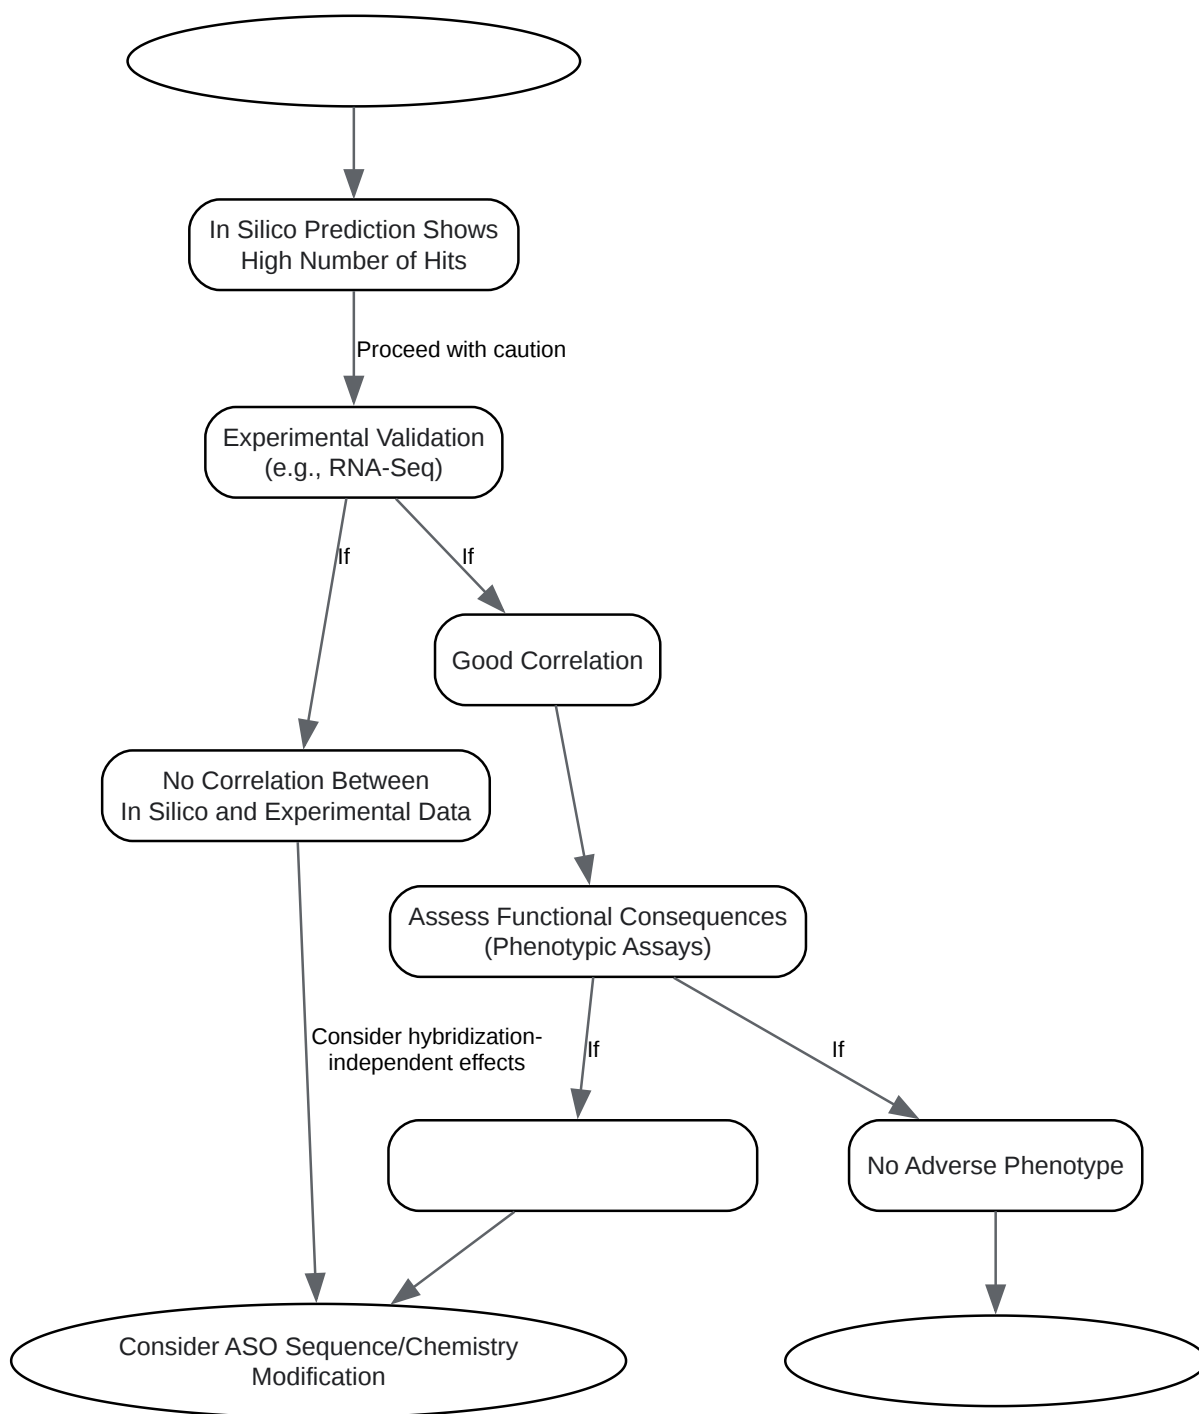 In Silico Prediction Shows
High Number of Hits
Proceed with caution
Experimental Validation
(e.g., RNA-Seq)
If
If
Good Correlation
No Correlation Between
In Silico and Experimental Data
Assess Functional Consequences
(Phenotypic Assays)
Consider hybridization-
independent effects
If
If
No Adverse Phenotype
Consider ASO Sequence/Chemistry
Modification